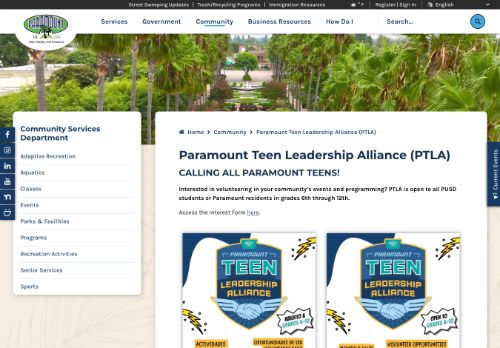 Street Sweeping Updates | Trash/Recycling Programs | Immigration Resources
° F Register | Sign In English
PARAMOUNT
Services Government Community Business Resources How Do I Search...
Community Services
Department
Adaptive Recreation
Aquatics
Classes
Events
Parks & Facilities
Programs
Recreation Activities
Senior Services
Sports
Home > Community > Paramount Teen Leadership Alliance (PTLA)
Paramount Teen Leadership Alliance (PTLA)
CALLING ALL PARAMOUNT TEENS!
Interested in volunteering in your community's events and programming? PTLA is open to all PUSD
students or Paramount residents in grades 6th through 12th.
Access the Interest Form here.
PARAMOUNT
TEEN
LEADERSHIP
ALLIANCE
ABIERTO A
GRADOS 6-12
ACTIVIDADES
OPORTUNIDADES DE SER
PARAMOUNT
TEEN
LEADERSHIP
ALLIANCE
OPEN TO
GRADES 6-12
VOLUNTEER OPPORTUNITIES
Current Events